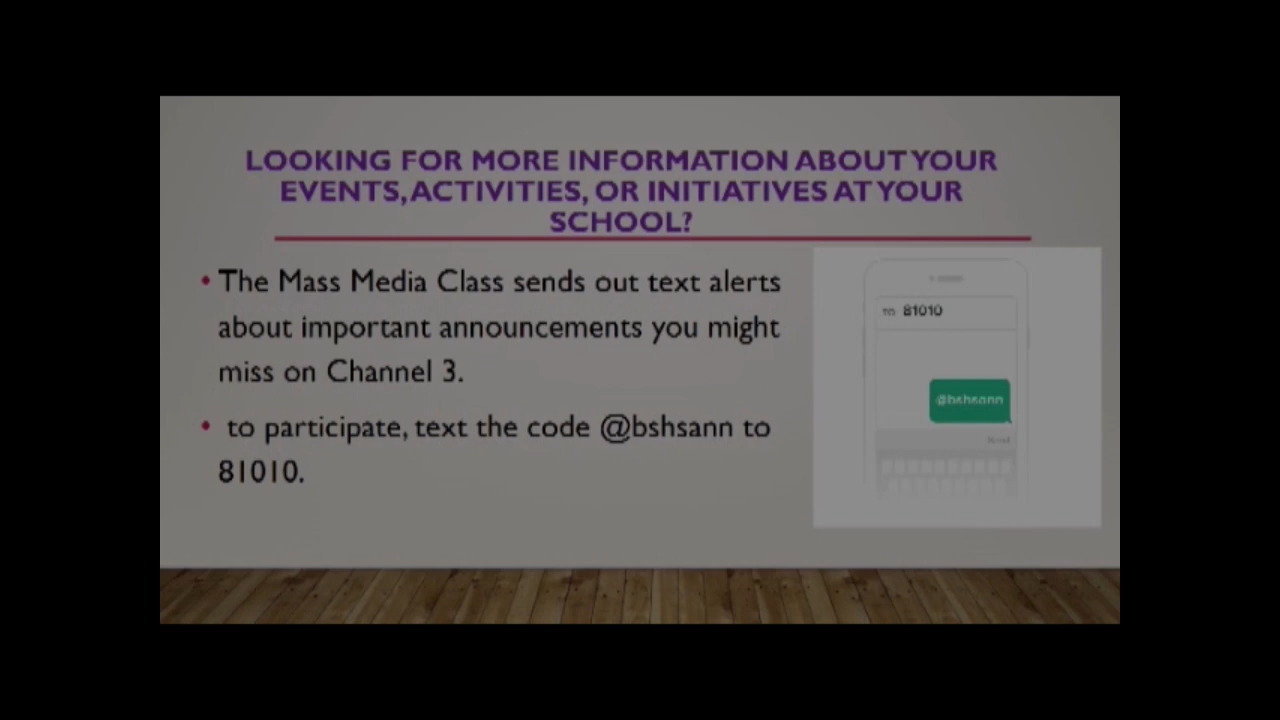 LOOKING FOR MORE INFORMATION ABOUT YOUR
EVENTS, ACTIVITIES, OR INITIATIVES AT YOUR
SCHOOL?
• The Mass Media Class sends out text alerts
about important announcements you might
miss on Channel 3.
• to participate, text the code @bshsann to
81010.
TO 81010
@bshsann